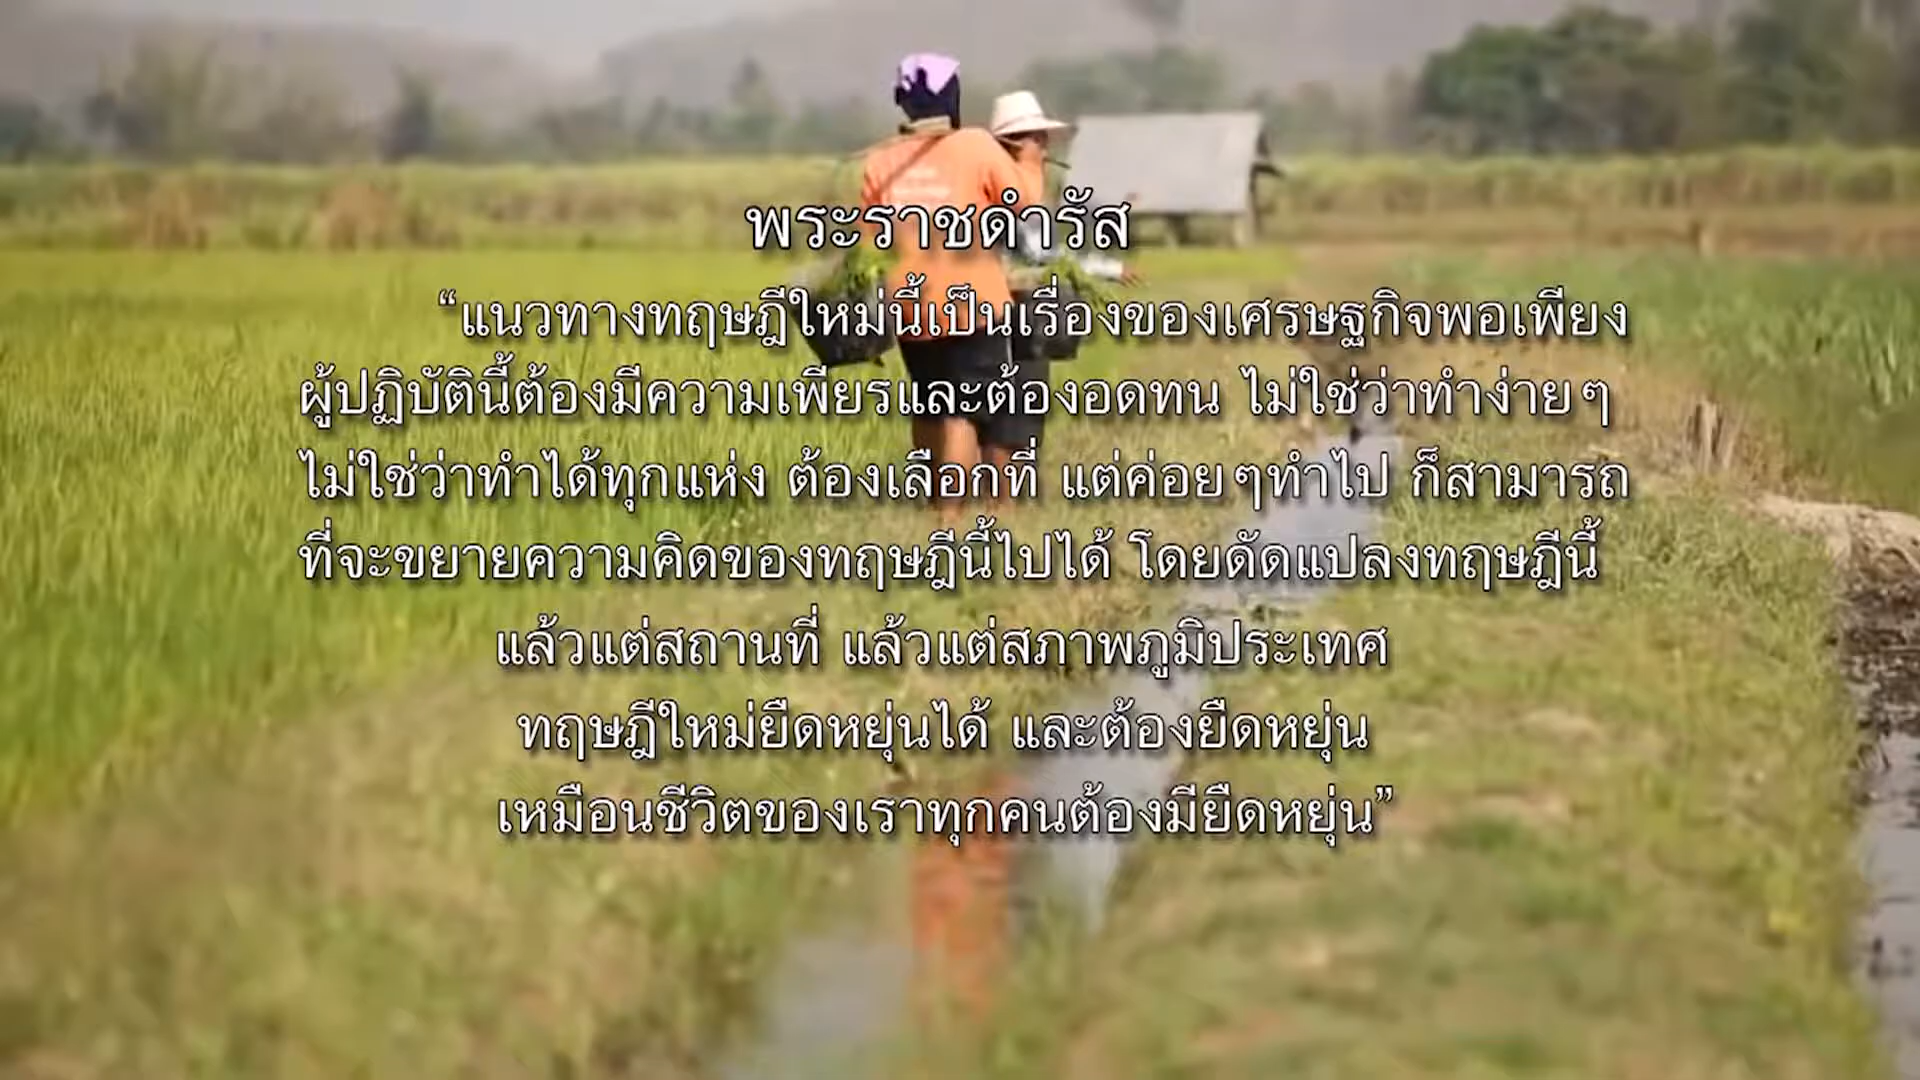 พระราชดำรัส
“แนวทางทฤษฎีใหม่นี้เป็นเรื่องของเศรษฐกิจพอเพียง
ผู้ปฏิบัตินี้ต้องมีความเพียรและต้องอดทน ไม่ใช่ว่าทำง่ายๆ
ไม่ใช่ว่าทำได้ทุกแห่ง ต้องเลือกที่ แต่ค่อยๆทำไป ก็สามารถ
ที่จะขยายความคิดของทฤษฎีนี้ไปได้ โดยดัดแปลงทฤษฎีนี้
แล้วแต่สถานที่ แล้วแต่สภาพภูมิประเทศ
ทฤษฎีใหม่ยืดหยุ่นได้ และต้องยืดหยุ่น
เหมือนชีวิตของเราทุกคนต้องมียืดหยุ่น”